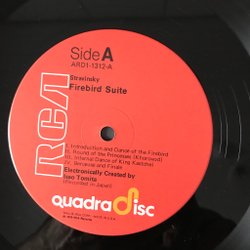 Side A
ARD1-1312-A
Stravinsky
Firebird Suite
RCA
I. Introduction and Dance of the Firebird
II. Round of the Princesses (Khorovod)
III. Infernal Dance of King Kastchei
IV. Berceuse and Finale
Electronically Created by
Isao Tomita
(Recorded in Japan)
quadradisc